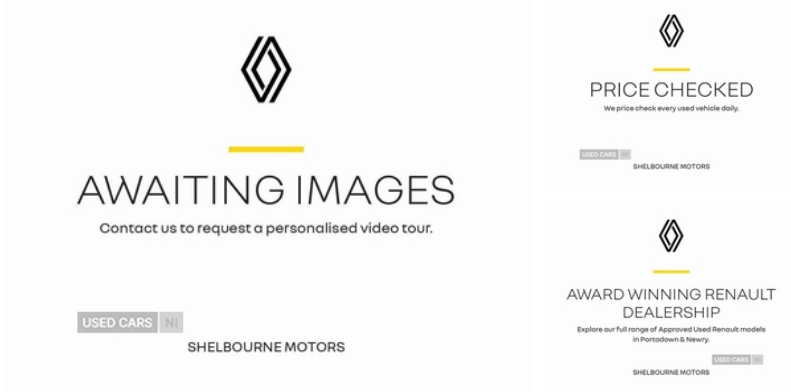 AWAITING IMAGES
Contact us to request a personalised video tour.
USED CARS NI
SHELBOURNE MOTORS
PRICE CHECKED
We price check every used vehicle daily.
USED CARS NI
SHELBOURNE MOTORS
AWARD WINNING RENAULT
DEALERSHIP
Explore our full range of Approved Used Renault models
in Portadown & Newry.
USED CARS NI
SHELBOURNE MOTORS